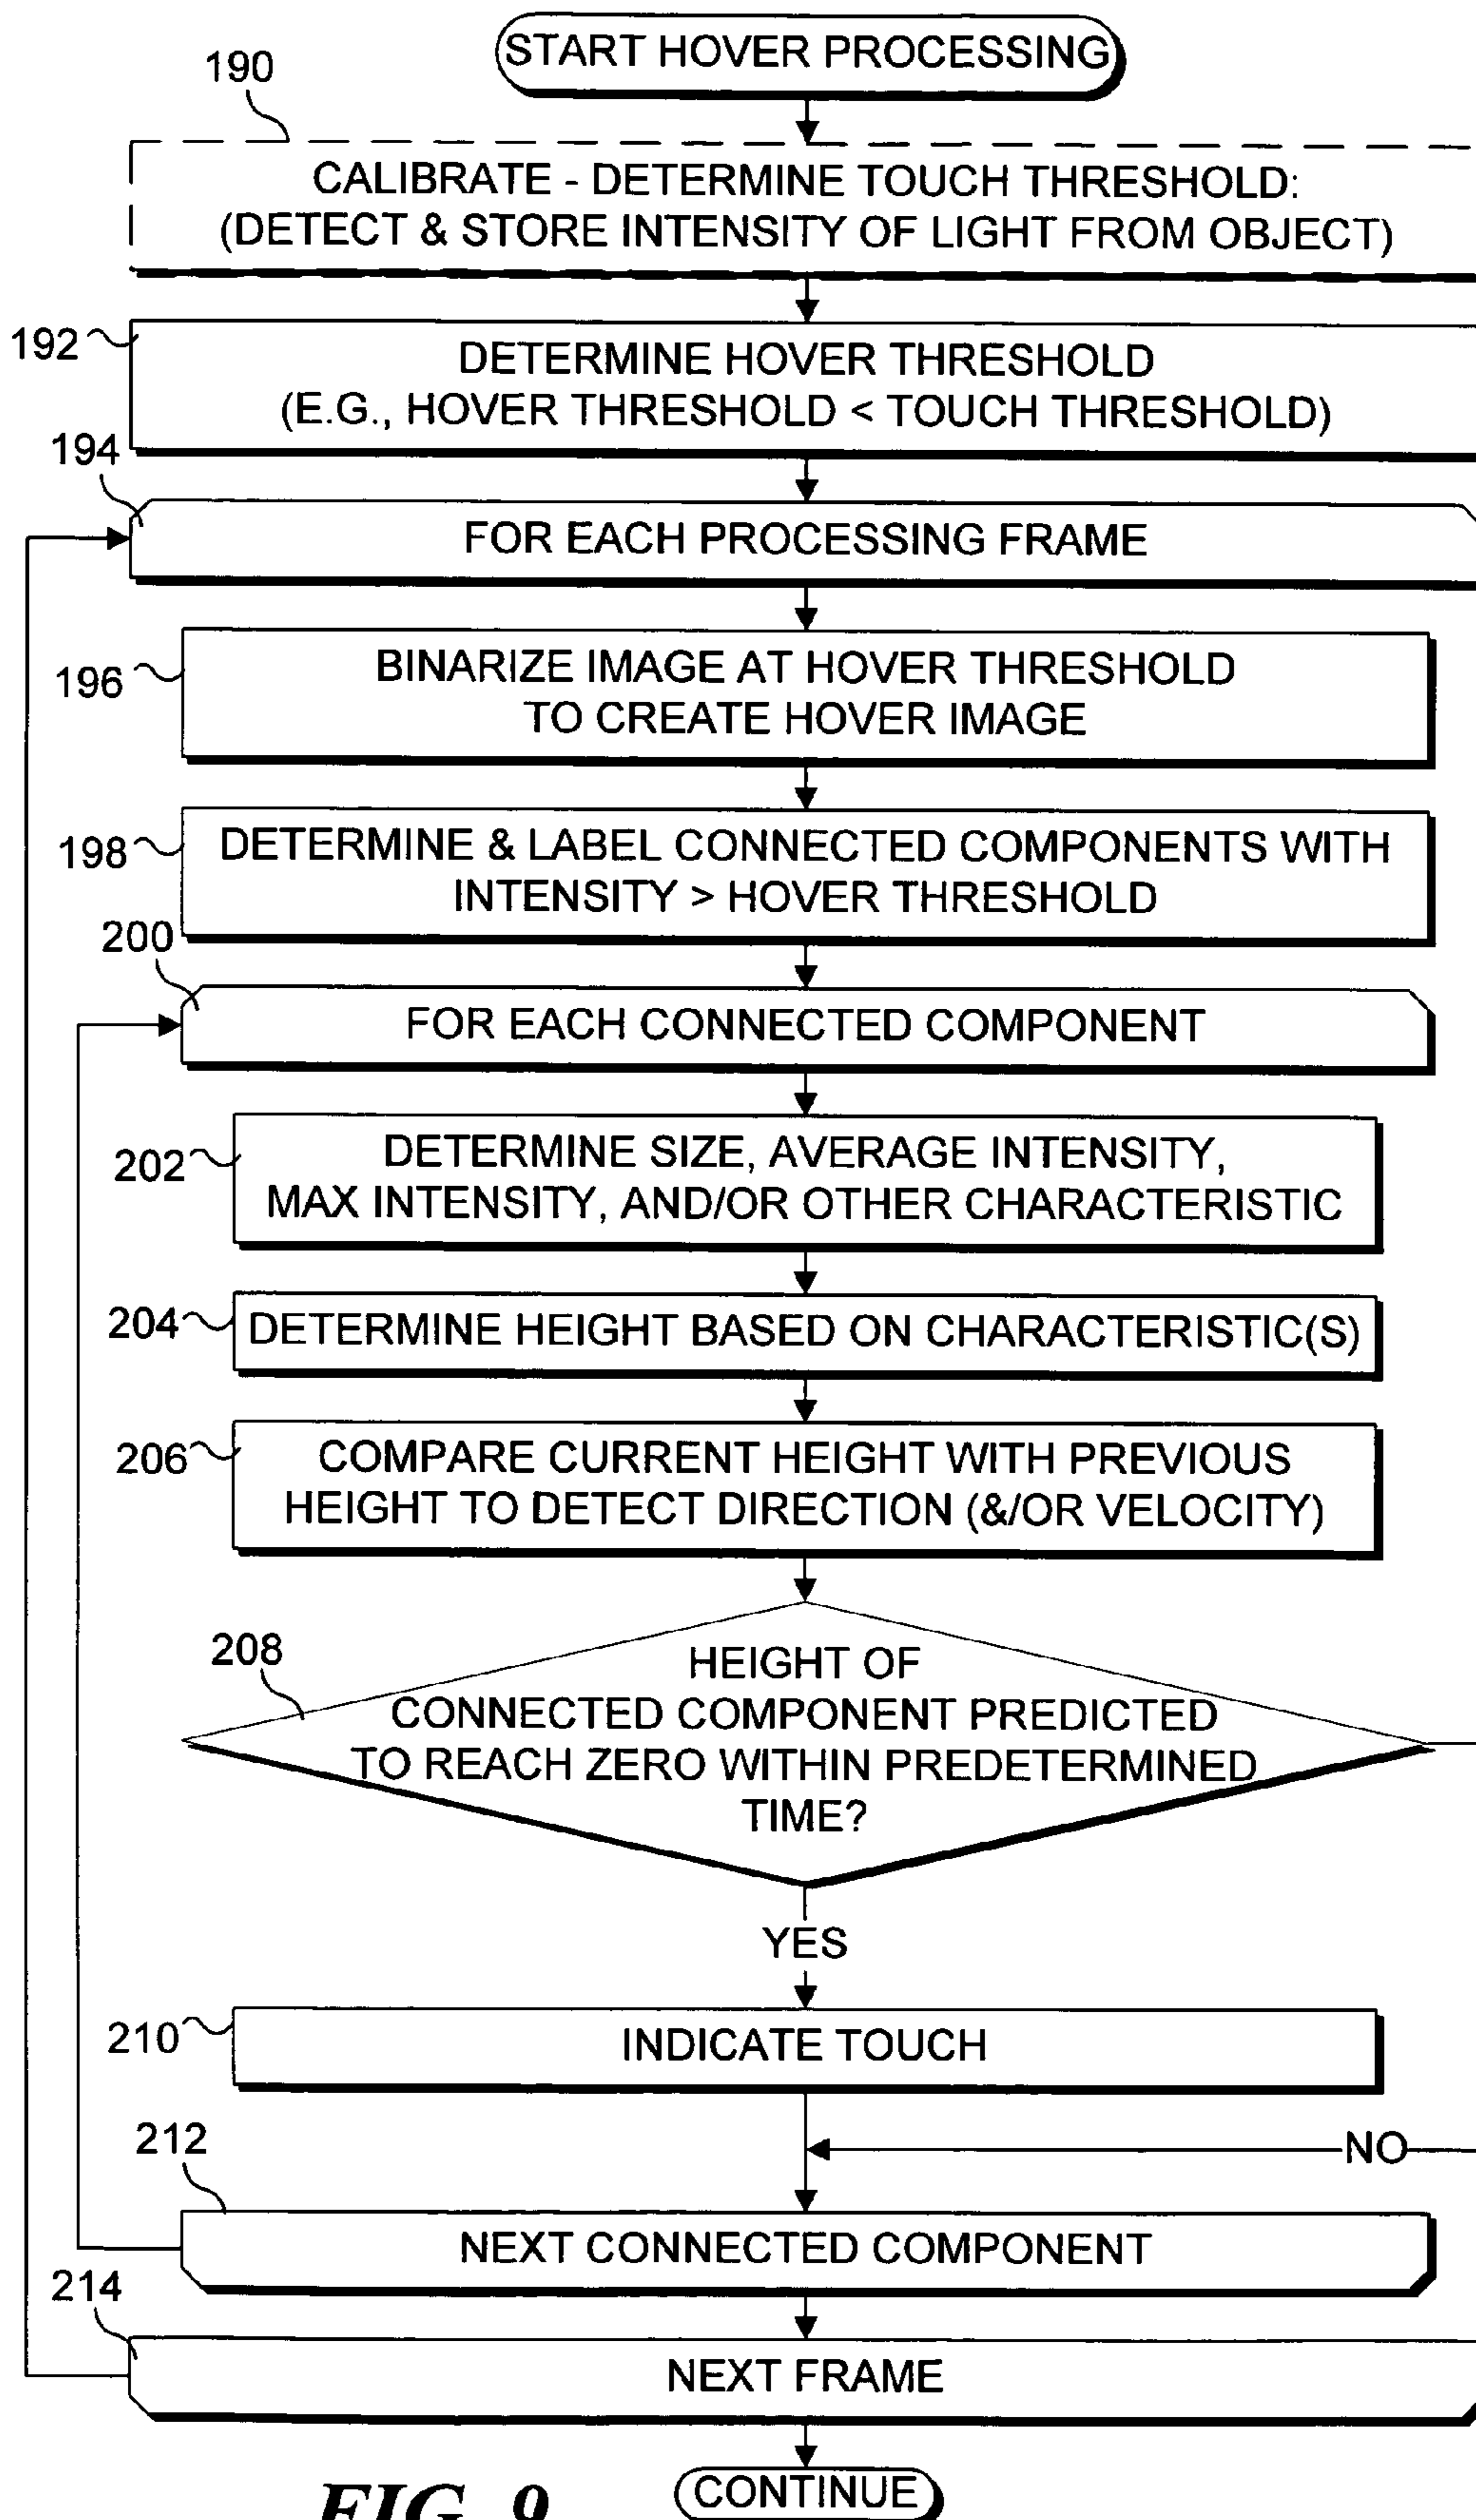 START HOVER PROCESSING
190
CALIBRATE - DETERMINE TOUCH THRESHOLD:
(DETECT & STORE INTENSITY OF LIGHT FROM OBJECT)
192
DETERMINE HOVER THRESHOLD
(E.G., HOVER THRESHOLD < TOUCH THRESHOLD)
194
FOR EACH PROCESSING FRAME
196
BINARIZE IMAGE AT HOVER THRESHOLD
TO CREATE HOVER IMAGE
198
DETERMINE & LABEL CONNECTED COMPONENTS WITH
INTENSITY > HOVER THRESHOLD
200
FOR EACH CONNECTED COMPONENT
202
DETERMINE SIZE, AVERAGE INTENSITY,
MAX INTENSITY, AND/OR OTHER CHARACTERISTIC
204
DETERMINE HEIGHT BASED ON CHARACTERISTIC(S)
206
COMPARE CURRENT HEIGHT WITH PREVIOUS
HEIGHT TO DETECT DIRECTION (&/OR VELOCITY)
208
HEIGHT OF
CONNECTED COMPONENT PREDICTED
TO REACH ZERO WITHIN PREDETERMINED
TIME?
YES
210
INDICATE TOUCH
212
NO
NEXT CONNECTED COMPONENT
214
NEXT FRAME
CONTINUE
FIG. 9